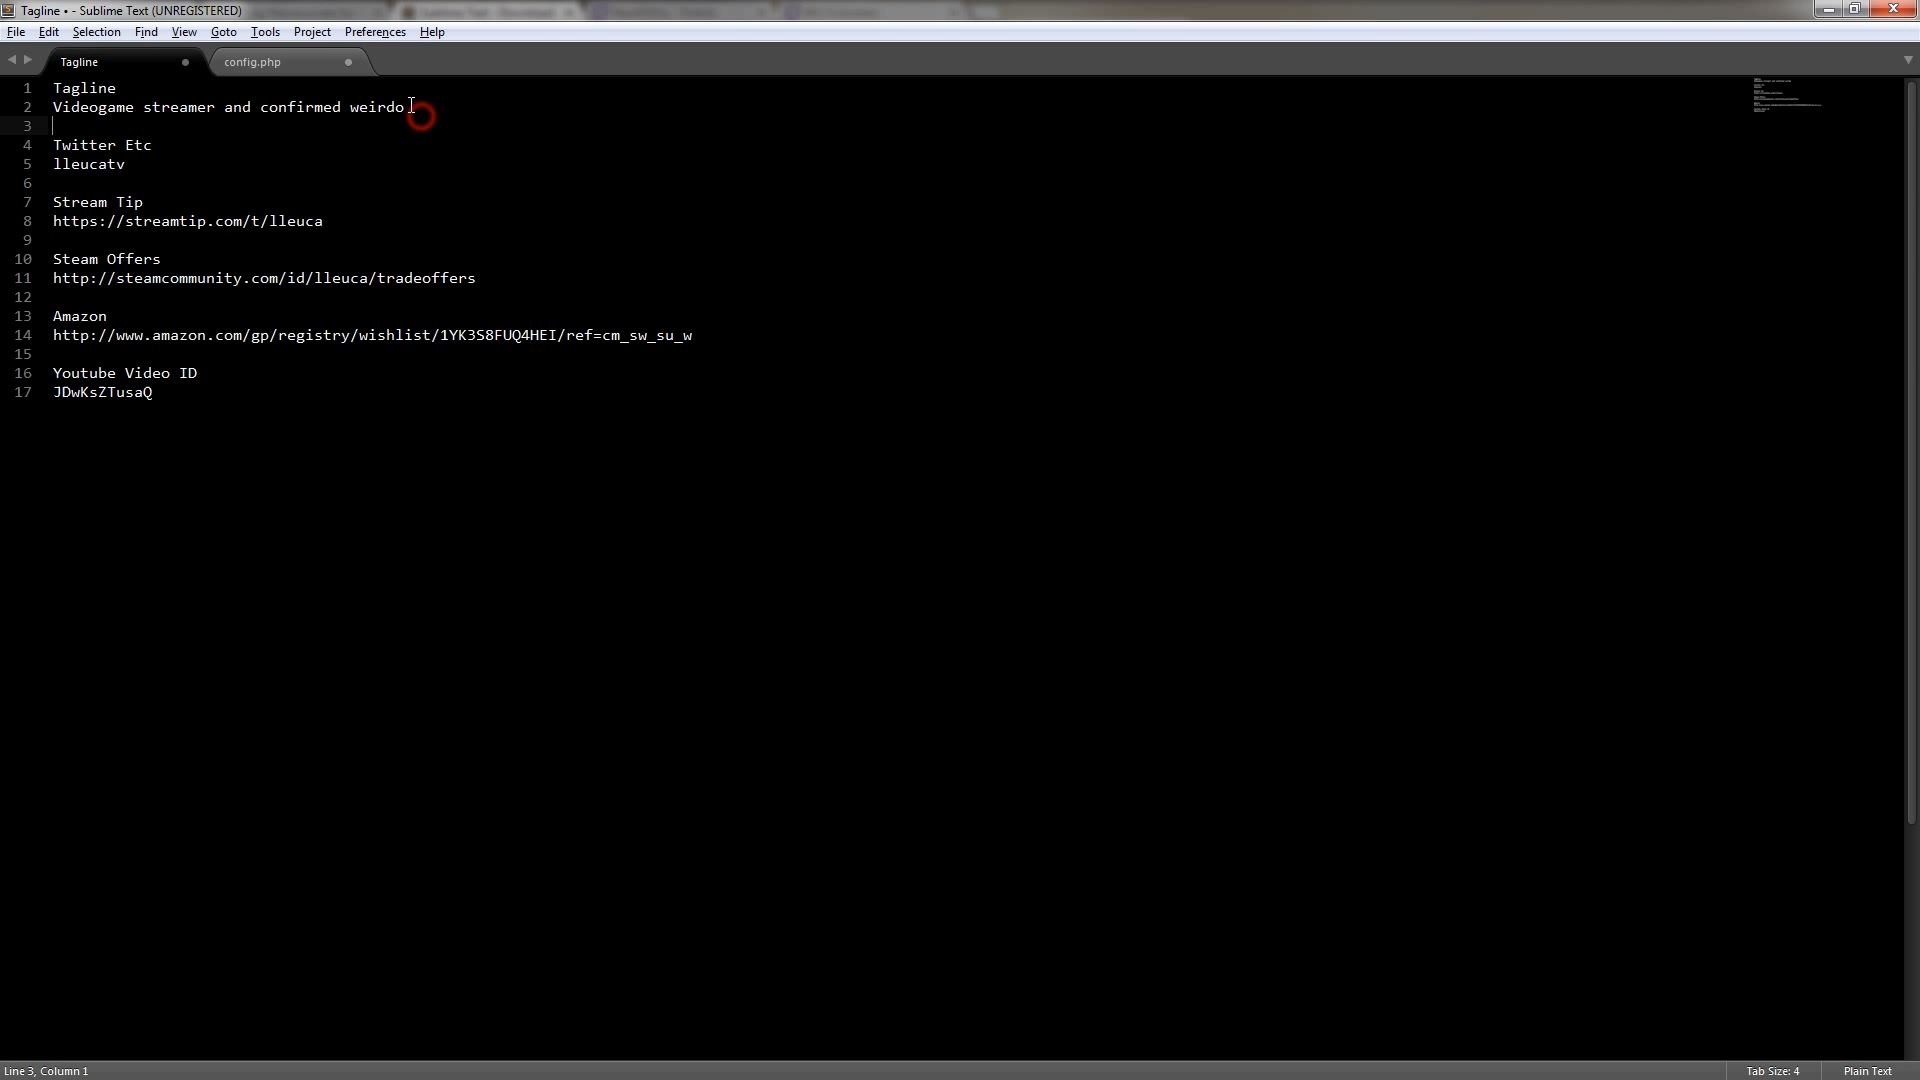 Tagline • - Sublime Text (UNREGISTERED)
File Edit Selection Find View Goto Tools Project Preferences Help
Tagline config.php
1 Tagline
2 Videogame streamer and confirmed weirdo
3
4 Twitter Etc
5 lleucatv
6
7 Stream Tip
8 https://streamtip.com/t/lleuca
9
10 Steam Offers
11 http://steamcommunity.com/id/lleuca/tradeoffers
12
13 Amazon
14 http://www.amazon.com/gp/registry/wishlist/1YK3S8FUQ4HEI/ref=cm_sw_su_w
15
16 Youtube Video ID
17 JDwKsZTusaQ
Line 3, Column 1 Tab Size: 4 Plain Text